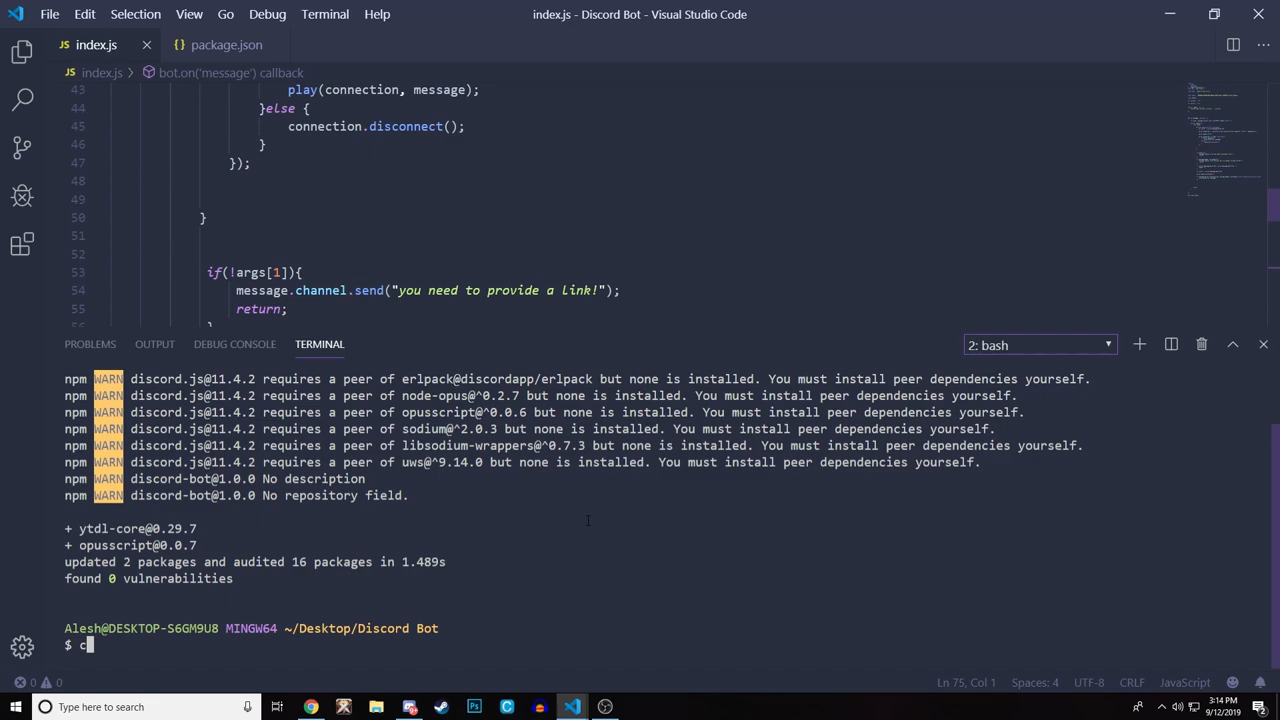 File Edit Selection View Go Debug Terminal Help index.js - Discord Bot - Visual Studio Code
JS index.js {} package.json
JS index.js > bot.on('message') callback
43 play(connection, message);
44 }else {
45 connection.disconnect();
46 }
47 });
48
49
50 }
51
52
53 if(!args[1]){
54 message.channel.send("you need to provide a link!");
55 return;
PROBLEMS OUTPUT DEBUG CONSOLE TERMINAL 2: bash
npm WARN discord.js@11.4.2 requires a peer of erlpack@discordapp/erlpack but none is installed. You must install peer dependencies yourself.
npm WARN discord.js@11.4.2 requires a peer of node-opus@^0.2.7 but none is installed. You must install peer dependencies yourself.
npm WARN discord.js@11.4.2 requires a peer of opusscript@^0.0.6 but none is installed. You must install peer dependencies yourself.
npm WARN discord.js@11.4.2 requires a peer of sodium@^2.0.3 but none is installed. You must install peer dependencies yourself.
npm WARN discord.js@11.4.2 requires a peer of libsodium-wrappers@^0.7.3 but none is installed. You must install peer dependencies yourself.
npm WARN discord.js@11.4.2 requires a peer of uws@^9.14.0 but none is installed. You must install peer dependencies yourself.
npm WARN discord-bot@1.0.0 No description
npm WARN discord-bot@1.0.0 No repository field.
+ ytdl-core@0.29.7
+ opusscript@0.0.7
updated 2 packages and audited 16 packages in 1.489s
found 0 vulnerabilities
Alesh@DESKTOP-S6GM9U8 MINGW64 ~/Desktop/Discord Bot
$ c
0 0 Ln 75, Col 1 Spaces: 4 UTF-8 CRLF JavaScript
Type here to search 3:14 PM
9/12/2019